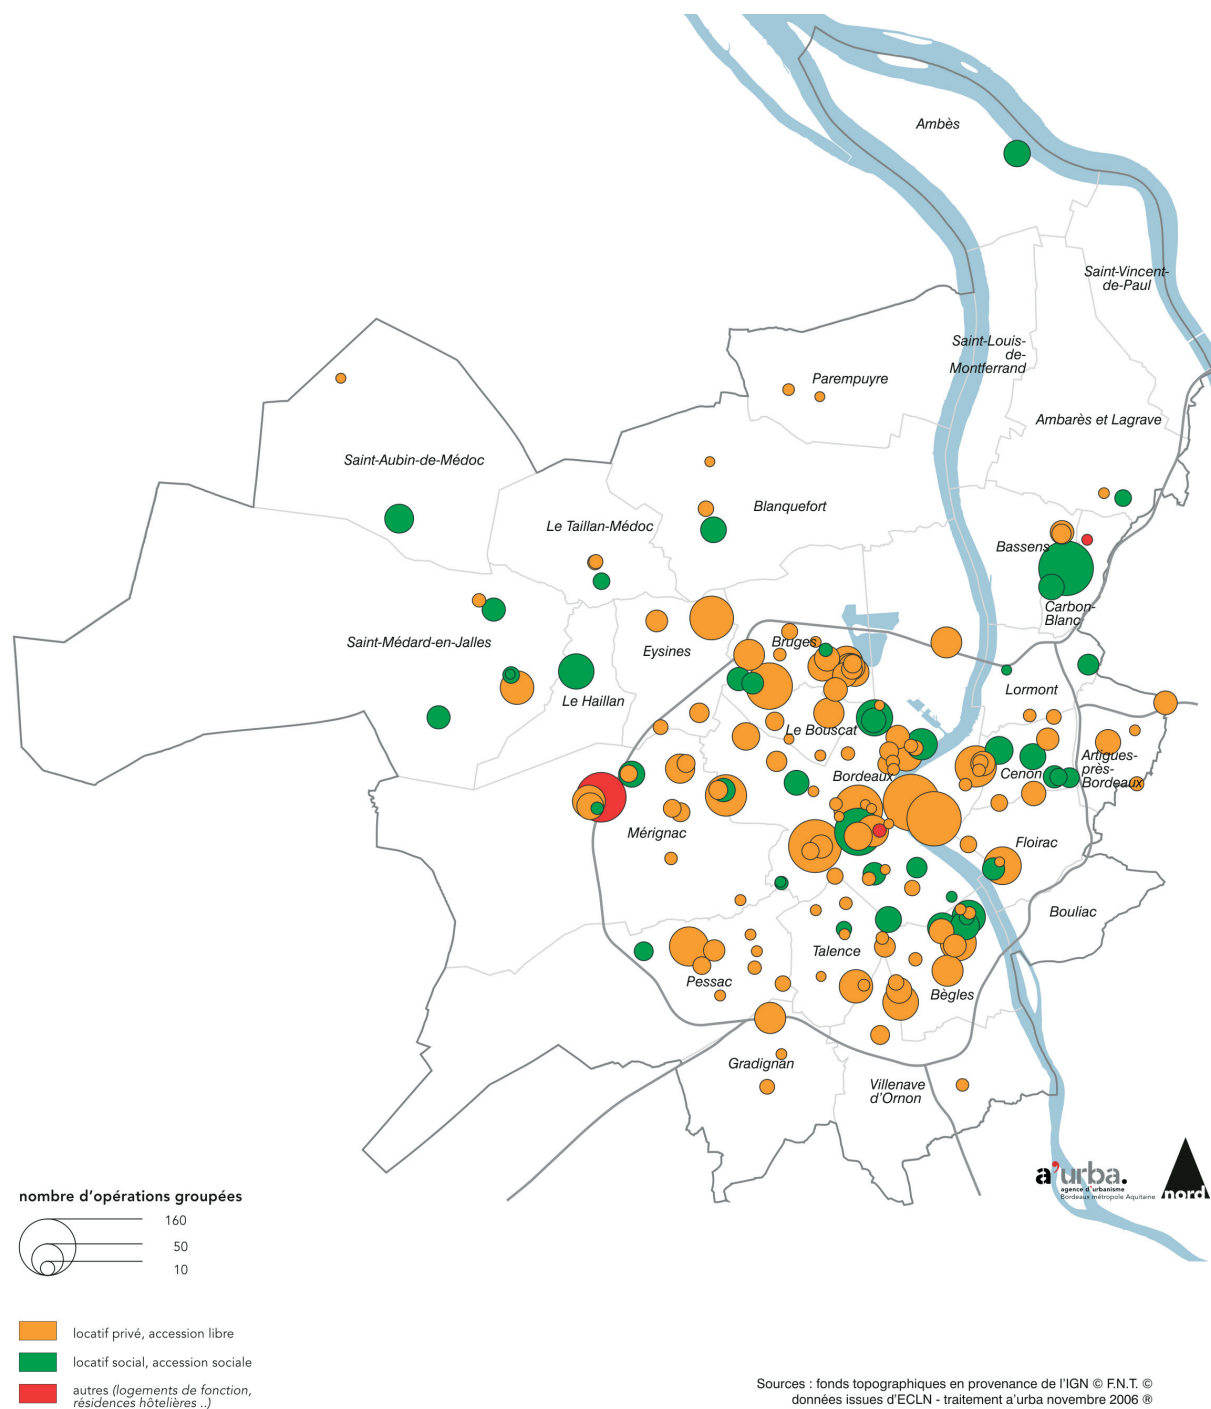 Ambès
Saint-Vincent-
de-Paul
Saint-Louis-
de-
Montferrand
Parempuyre
Ambarès et Lagrave
Saint-Aubin-de-Médoc
Blanquefort
Le Taillan-Médoc
Bassens
Carbon-
Blanc
Saint-Médard-en-Jalles
Bruges
Eysines
Lormont
Le Haillan
Le Bouscat
Artigues-
près-
Bordeaux
Cenon
Bordeaux
Mérignac
Floirac
Bouliac
Talence
Pessac
Bègles
Gradignan
Villenave
d'Ornon
a'urba.
agence d'urbanisme
Bordeaux métropole Aquitaine
nord
nombre d'opérations groupées
160
50
10
locatif privé, accession libre
locatif social, accession sociale
autres (logements de fonction,
résidences hôtelières ..)
Sources : fonds topographiques en provenance de l'IGN © F.N.T. ©
données issues d'ECLN - traitement a'urba novembre 2006 ®